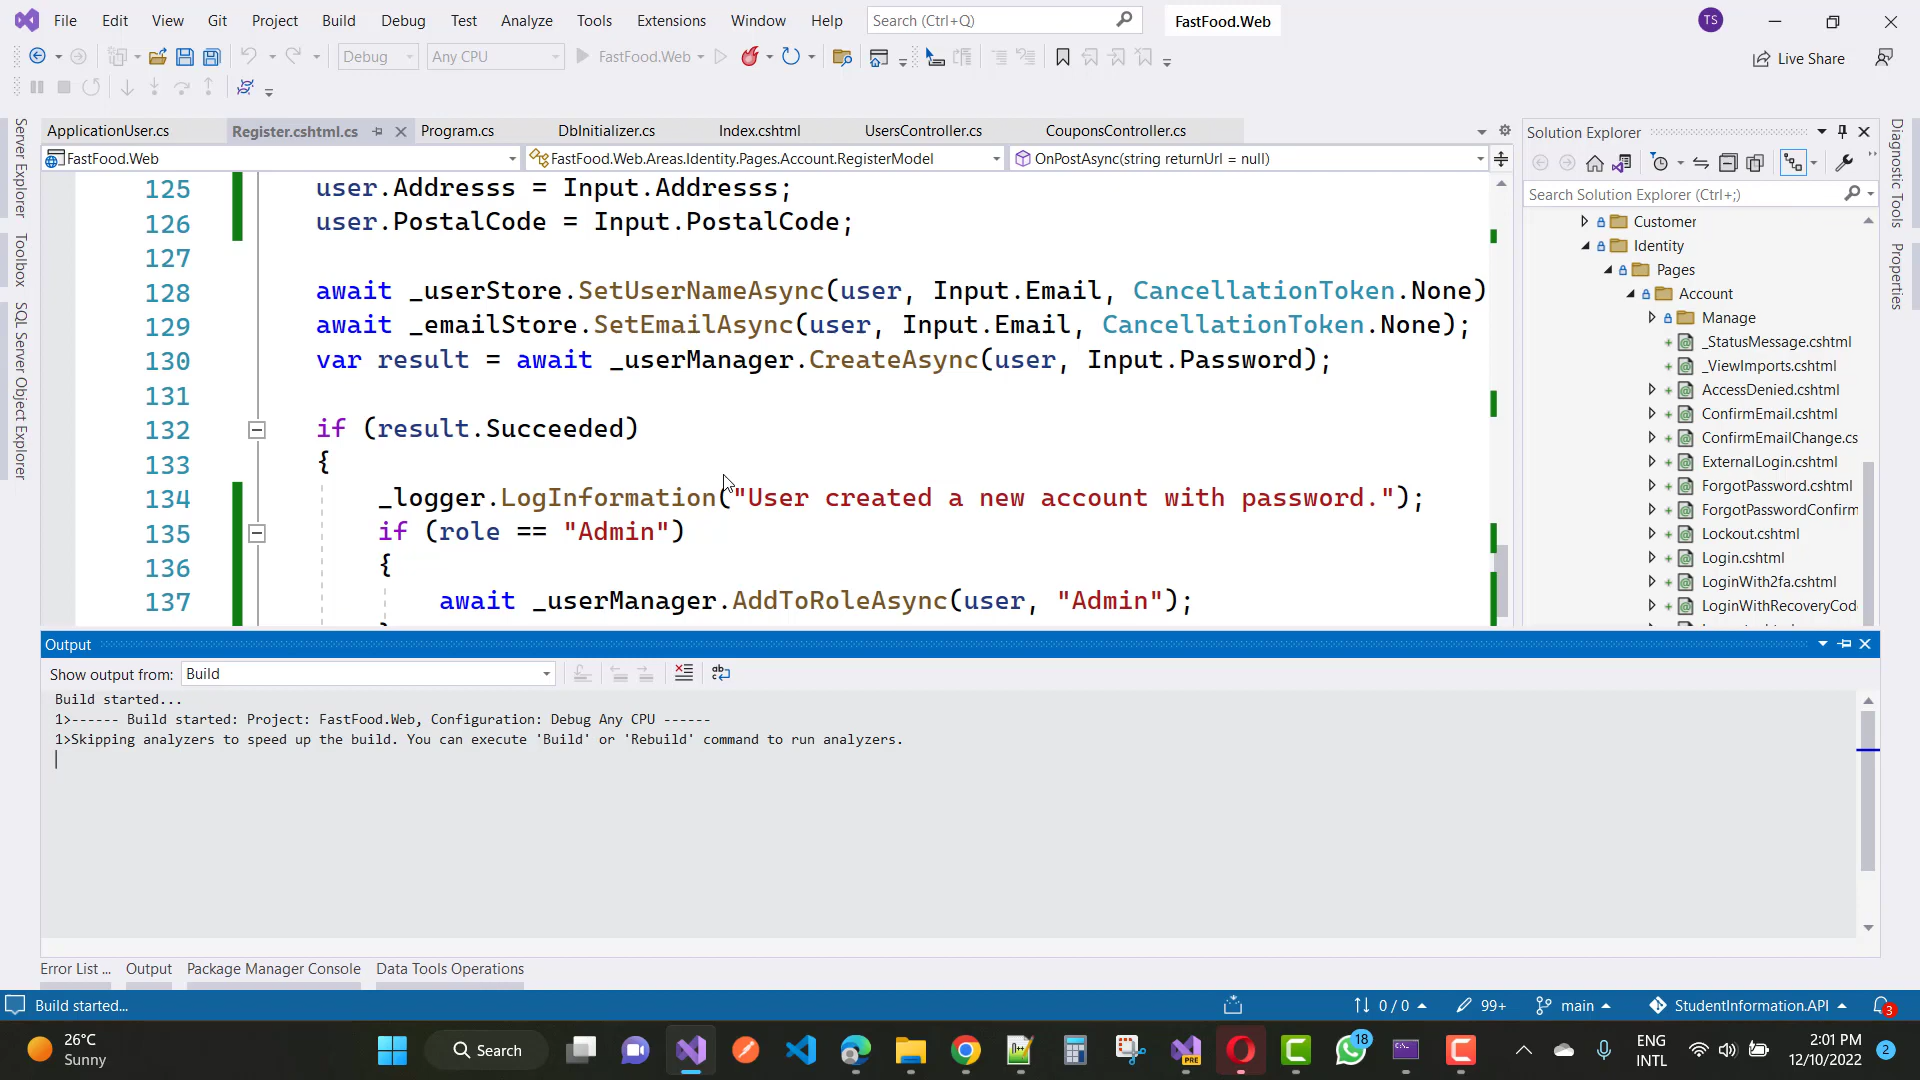 File Edit View Git Project Build Debug Test Analyze Tools Extensions Window Help Search (Ctrl+Q) FastFood.Web TS
Debug Any CPU FastFood.Web Live Share
ApplicationUser.cs Register.cshtml.cs Program.cs DbInitializer.cs Index.cshtml UsersController.cs CouponsController.cs
FastFood.Web FastFood.Web.Areas.Identity.Pages.Account.RegisterModel OnPostAsync(string returnUrl = null)
125 user.Addresss = Input.Addresss;
126 user.PostalCode = Input.PostalCode;
127
128 await _userStore.SetUserNameAsync(user, Input.Email, CancellationToken.None)
129 await _emailStore.SetEmailAsync(user, Input.Email, CancellationToken.None);
130 var result = await _userManager.CreateAsync(user, Input.Password);
131
132 if (result.Succeeded)
133 {
134 _logger.LogInformation("User created a new account with password.");
135 if (role == "Admin")
136 {
137 await _userManager.AddToRoleAsync(user, "Admin");
Server Explorer
Toolbox
SQL Server Object Explorer
Solution Explorer
Search Solution Explorer (Ctrl+;)
Customer
Identity
Pages
Account
Manage
_StatusMessage.cshtml
_ViewImports.cshtml
AccessDenied.cshtml
ConfirmEmail.cshtml
ConfirmEmailChange.cs
ExternalLogin.cshtml
ForgotPassword.cshtml
ForgotPasswordConfirm
Lockout.cshtml
Login.cshtml
LoginWith2fa.cshtml
LoginWithRecoveryCod
Diagnostic Tools
Properties
Output
Show output from: Build
Build started...
1>------ Build started: Project: FastFood.Web, Configuration: Debug Any CPU ------
1>Skipping analyzers to speed up the build. You can execute 'Build' or 'Rebuild' command to run analyzers.
Error List ... Output Package Manager Console Data Tools Operations
Build started... 0 / 0 99+ main StudentInformation.API 3
26°C
Sunny
Search
PRE
18
ENG
INTL
2:01 PM
12/10/2022
2